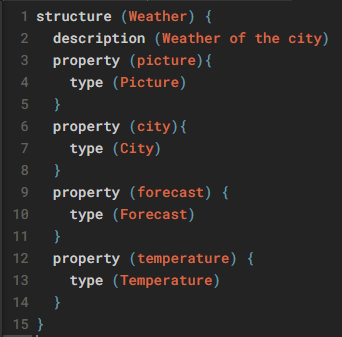 1 structure (Weather) {
2   description (Weather of the city)
3   property (picture){
4     type (Picture)
5   }
6   property (city){
7     type (City)
8   }
9   property (forecast) {
10     type (Forecast)
11   }
12   property (temperature) {
13     type (Temperature)
14   }
15 }